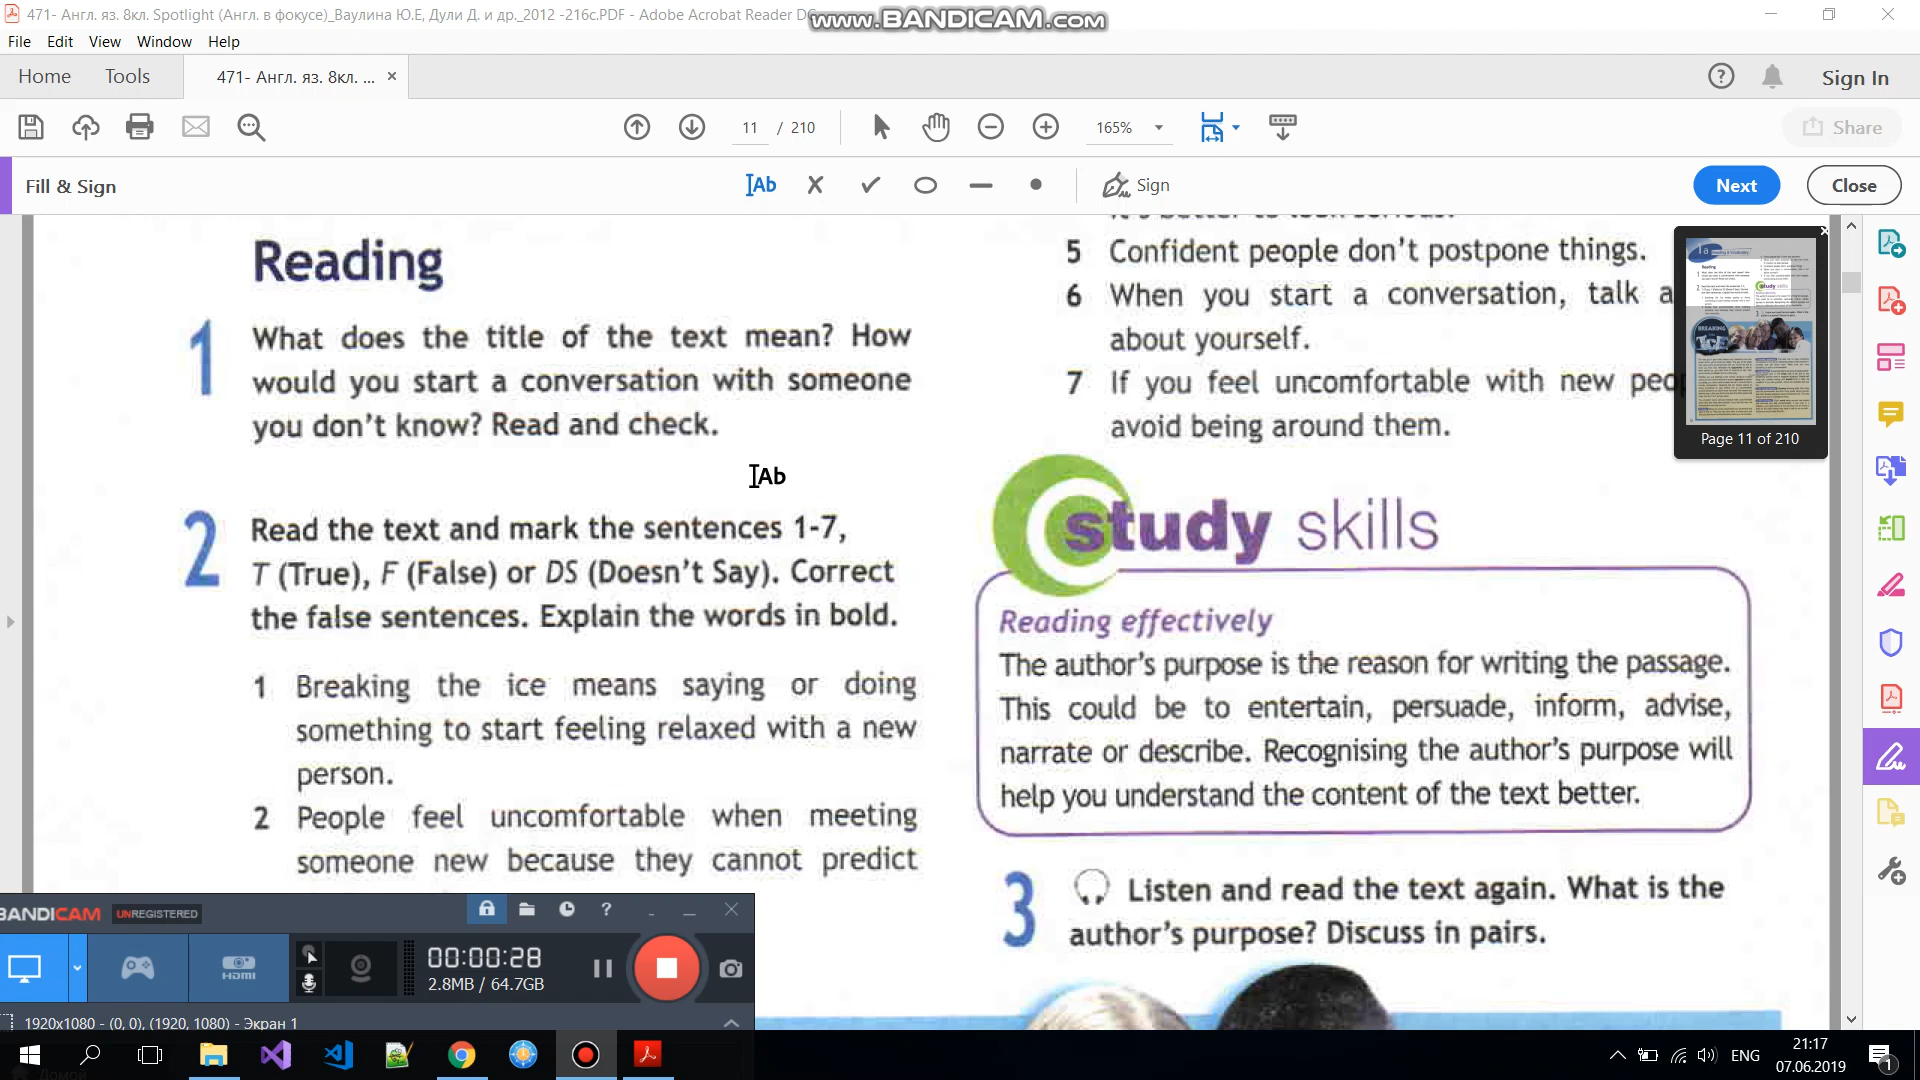 471- Англ. яз. 8кл. Spotlight (Англ. в фокусе)_Ваулина Ю.Е, Дули Д. и др._2012 -216с.PDF - Adobe Acrobat Reader DC
www.BANDICAM.com
File Edit View Window Help
Home Tools 471- Англ. яз. 8кл. ... Sign In
11 / 210 165% Share
Fill & Sign Ab Sign Next Close
Reading
1 What does the title of the text mean? How
would you start a conversation with someone
you don't know? Read and check.
Ab
2 Read the text and mark the sentences 1-7,
T (True), F (False) or DS (Doesn't Say). Correct
the false sentences. Explain the words in bold.
1 Breaking the ice means saying or doing
something to start feeling relaxed with a new
person.
2 People feel uncomfortable when meeting
someone new because they cannot predict
it's better to look serious.
5 Confident people don't postpone things.
6 When you start a conversation, talk a
about yourself.
7 If you feel uncomfortable with new
avoid being around them.
Page 11 of 210
study skills
Reading effectively
The author's purpose is the reason for writing the passage.
This could be to entertain, persuade, inform, advise,
narrate or describe. Recognising the author's purpose will
help you understand the content of the text better.
3 Listen and read the text again. What is the
author's purpose? Discuss in pairs.
BANDICAM UNREGISTERED
HDMI
00:00:28
2.8MB / 64.7GB
1920x1080 - (0, 0), (1920, 1080) - Экран 1
ENG
21:17
07.06.2019
1